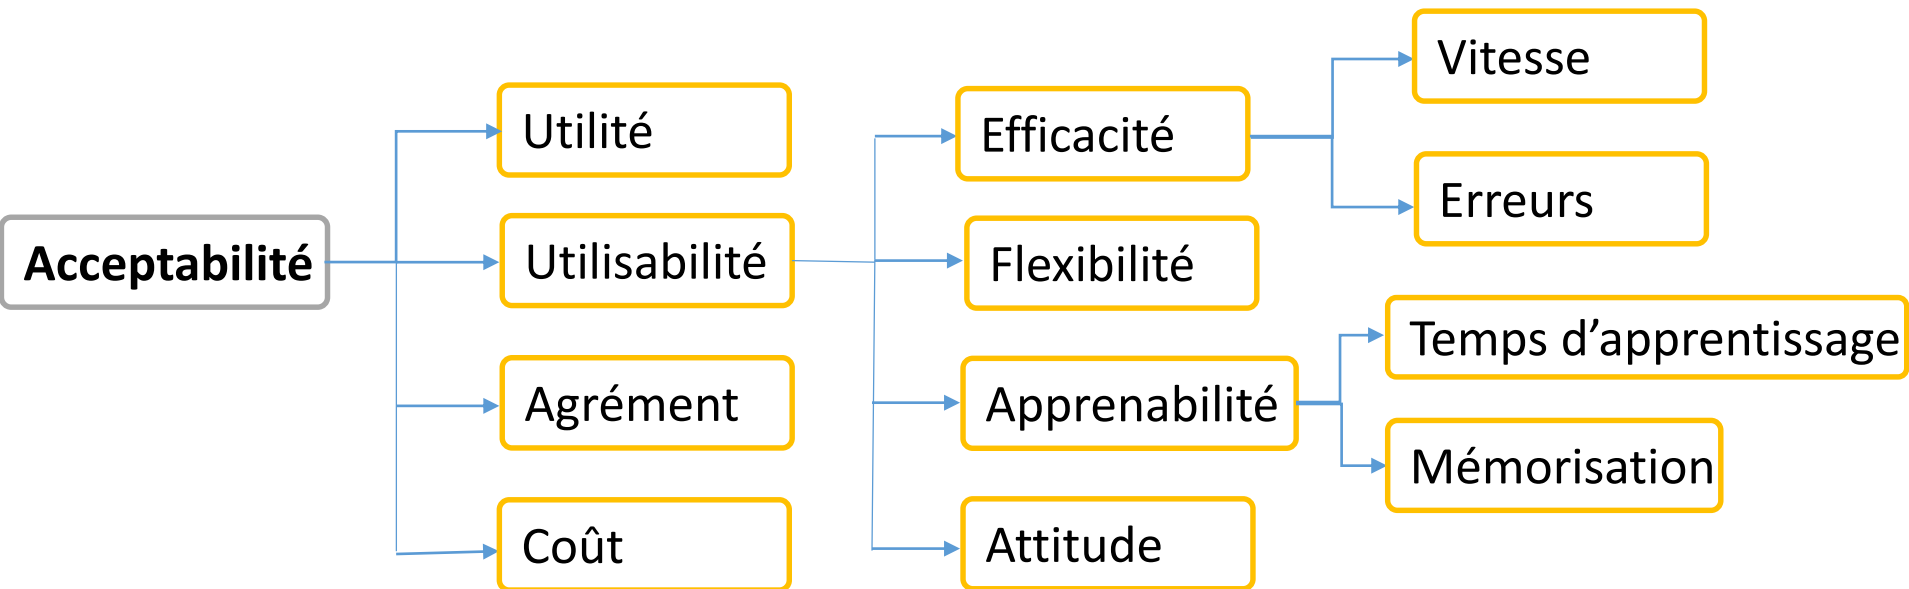 Acceptabilité
Utilité
Utilisabilité
Agrément
Coût
Efficacité
Flexibilité
Apprenabilité
Attitude
Vitesse
Erreurs
Temps d’apprentissage
Mémorisation